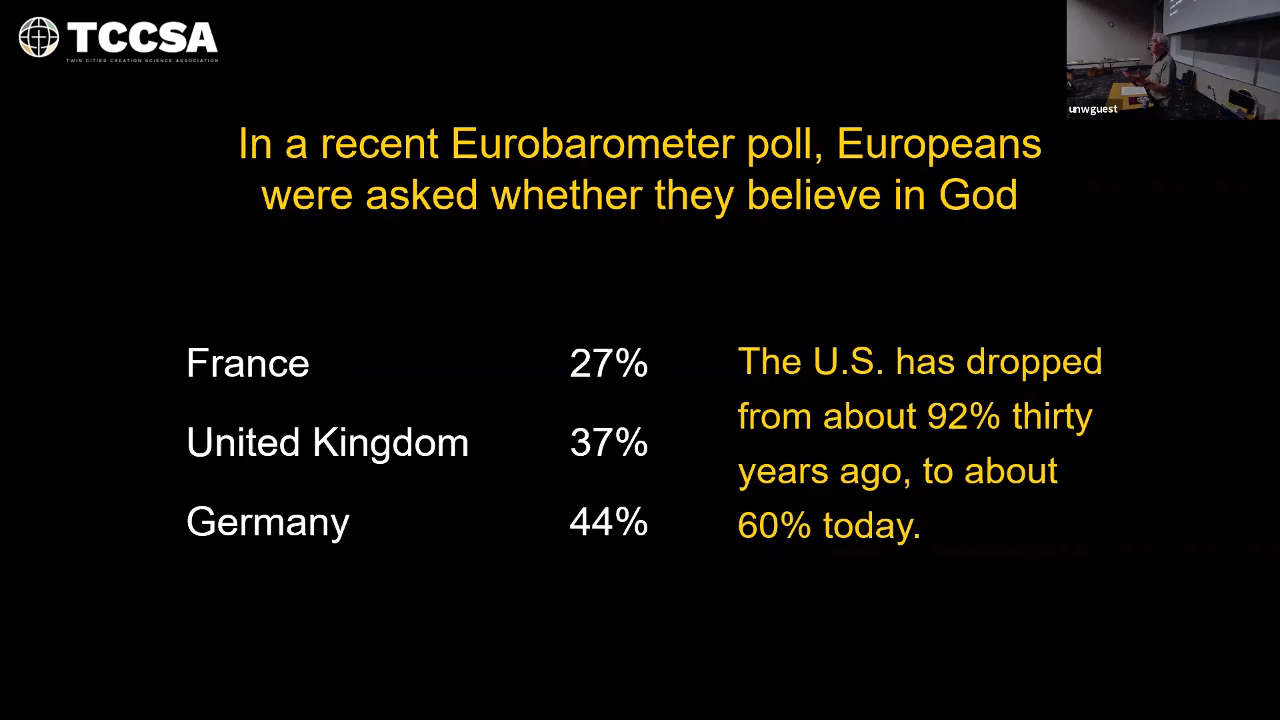 TCCSA
TWIN CITIES CREATION SCIENCE ASSOCIATION
unwguest
In a recent Eurobarometer poll, Europeans
were asked whether they believe in God
France 27%
United Kingdom 37%
Germany 44%
The U.S. has dropped
from about 92% thirty
years ago, to about
60% today.